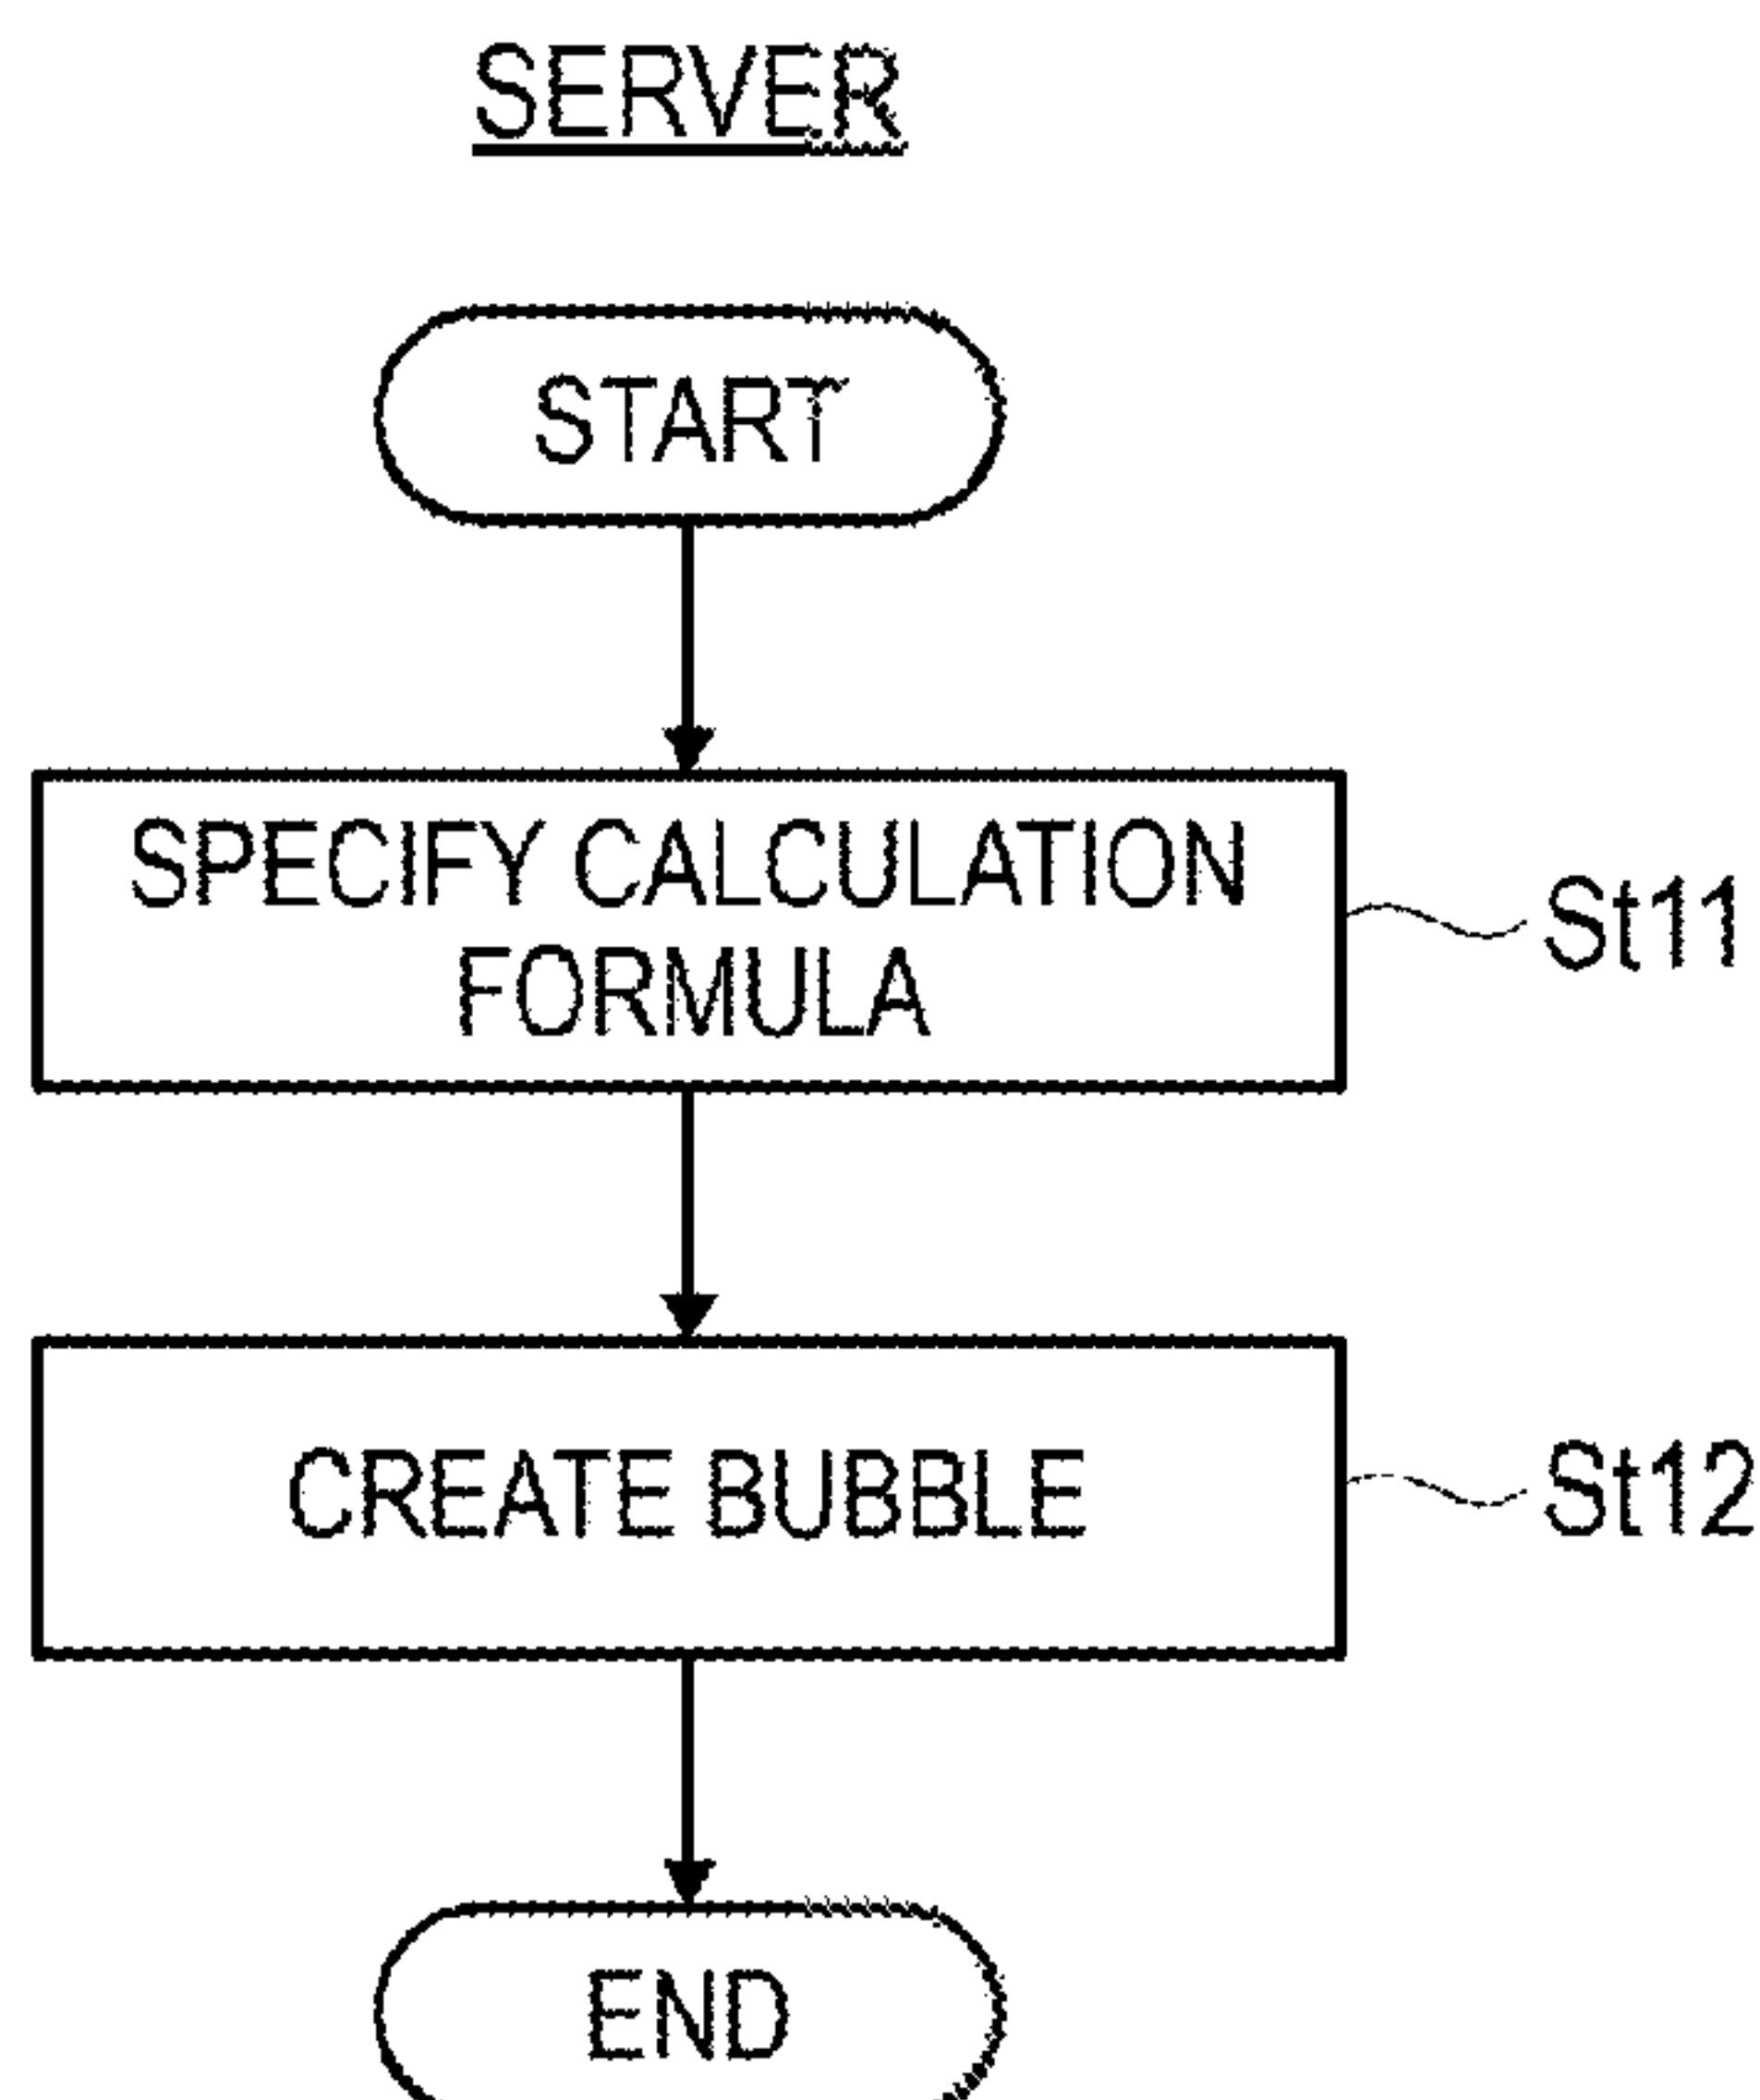 SERVER
START
SPECIFY CALCULATION
FORMULA
St11
CREATE BUBBLE
St12
END